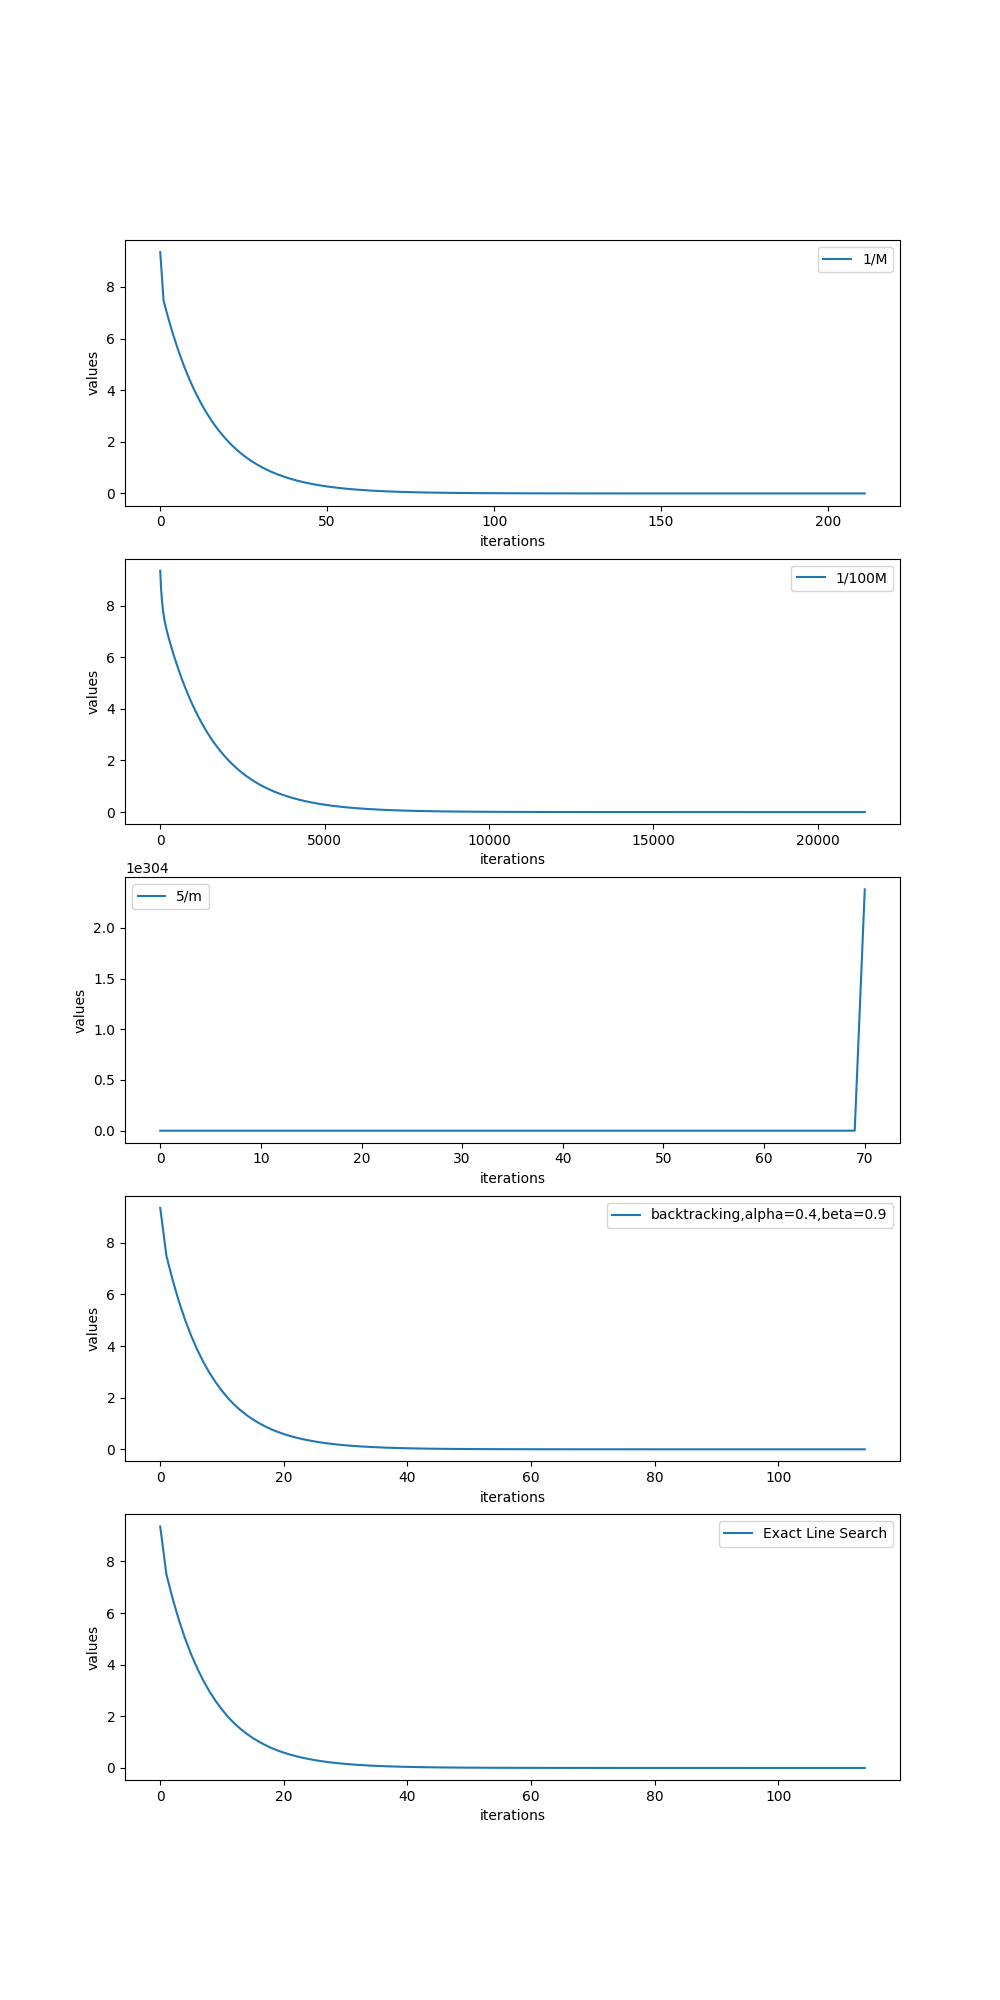 1/M
8
6
4
2
0
values
0 50 100 150 200
iterations
1/100M
8
6
4
2
0
values
0 5000 10000 15000 20000
iterations
1e304
5/m
2.0
1.5
1.0
0.5
0.0
values
0 10 20 30 40 50 60 70
iterations
backtracking,alpha=0.4,beta=0.9
8
6
4
2
0
values
0 20 40 60 80 100
iterations
Exact Line Search
8
6
4
2
0
values
0 20 40 60 80 100
iterations